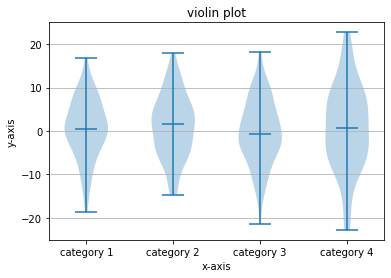 violin plot
20
10
0
−10
−20
y-axis
category 1 category 2 category 3 category 4
x-axis